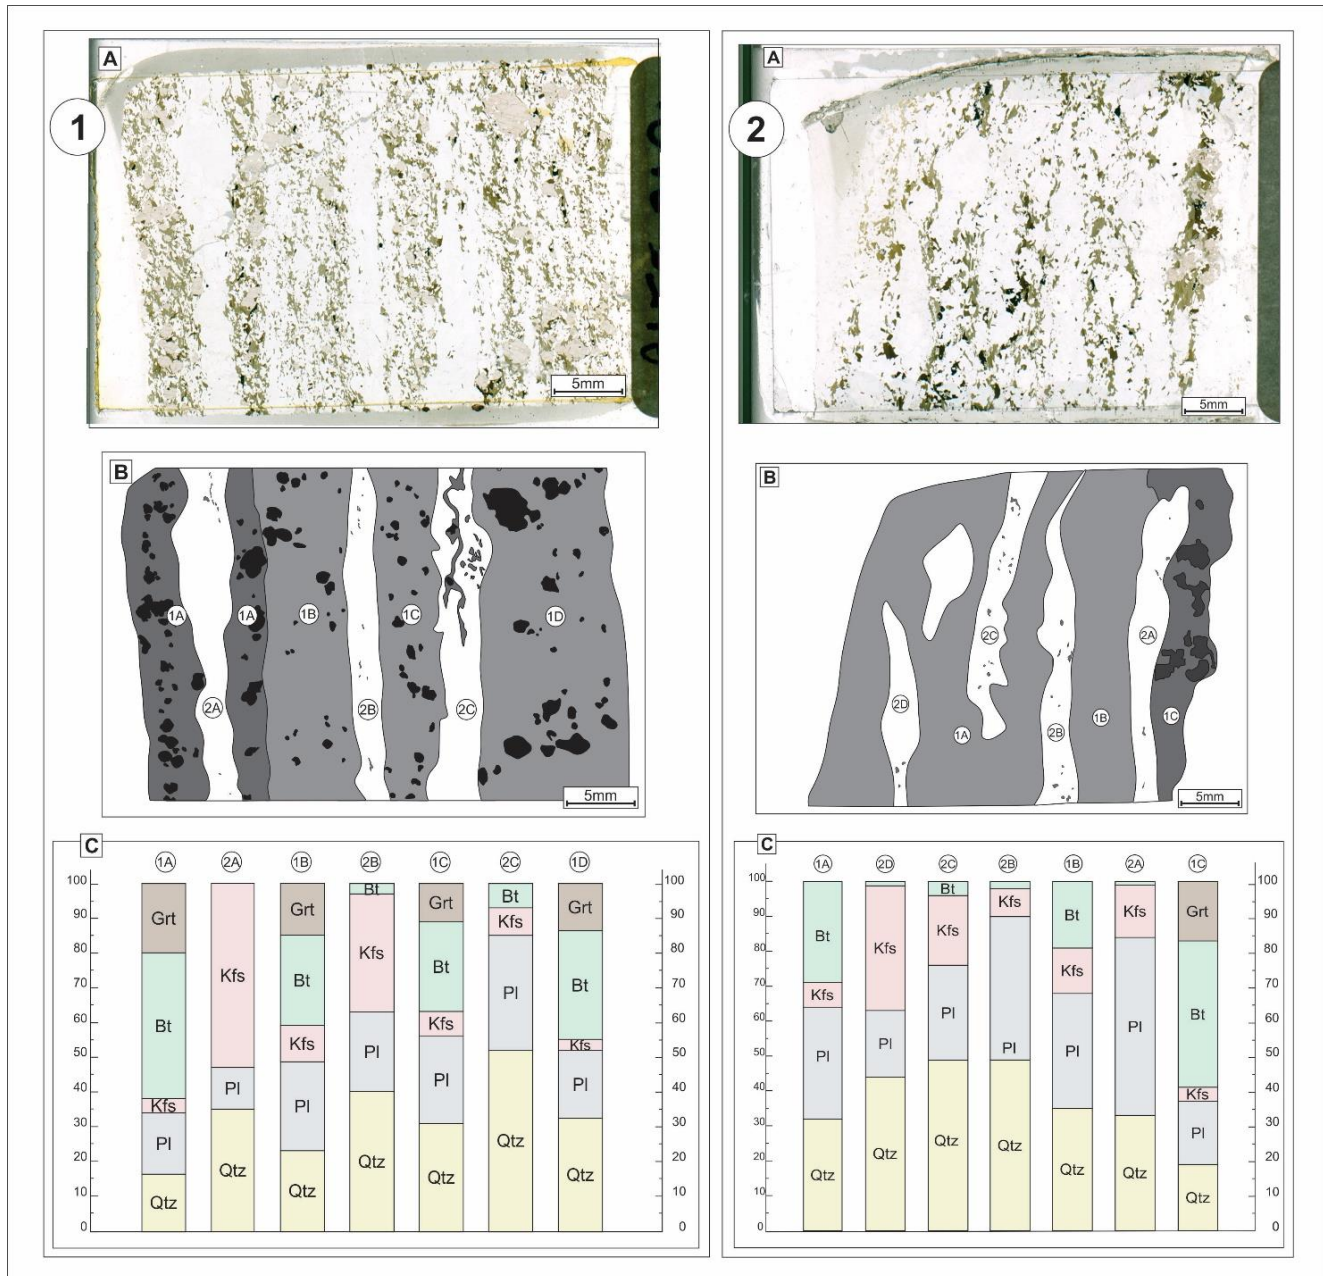 1
A
5mm
B
1A
1A
1B
1C
1D
2A
2B
2C
5mm
C
1A 2A 1B 2B 1C 2C 1D
100 100
90 90
80 80
70 70
60 60
50 50
40 40
30 30
20 20
10 10
0 0
Grt
Bt
Kfs
Pl
Qtz
Kfs
Pl
Qtz
Grt
Bt
Kfs
Pl
Qtz
Bt
Kfs
Pl
Qtz
Grt
Bt
Kfs
Pl
Qtz
Bt
Kfs
Pl
Qtz
Grt
Bt
Kfs
Pl
Qtz
2
A
5mm
B
2C
2A
2D
1A
2B
1B
1C
5mm
C
1A 2D 2C 2B 1B 2A 1C
100 100
90 90
80 80
70 70
60 60
50 50
40 40
30 30
20 20
10 10
0 0
Bt
Kfs
Pl
Qtz
Kfs
Pl
Qtz
Bt
Kfs
Pl
Qtz
Kfs
Pl
Qtz
Bt
Kfs
Pl
Qtz
Kfs
Pl
Qtz
Grt
Bt
Kfs
Pl
Qtz